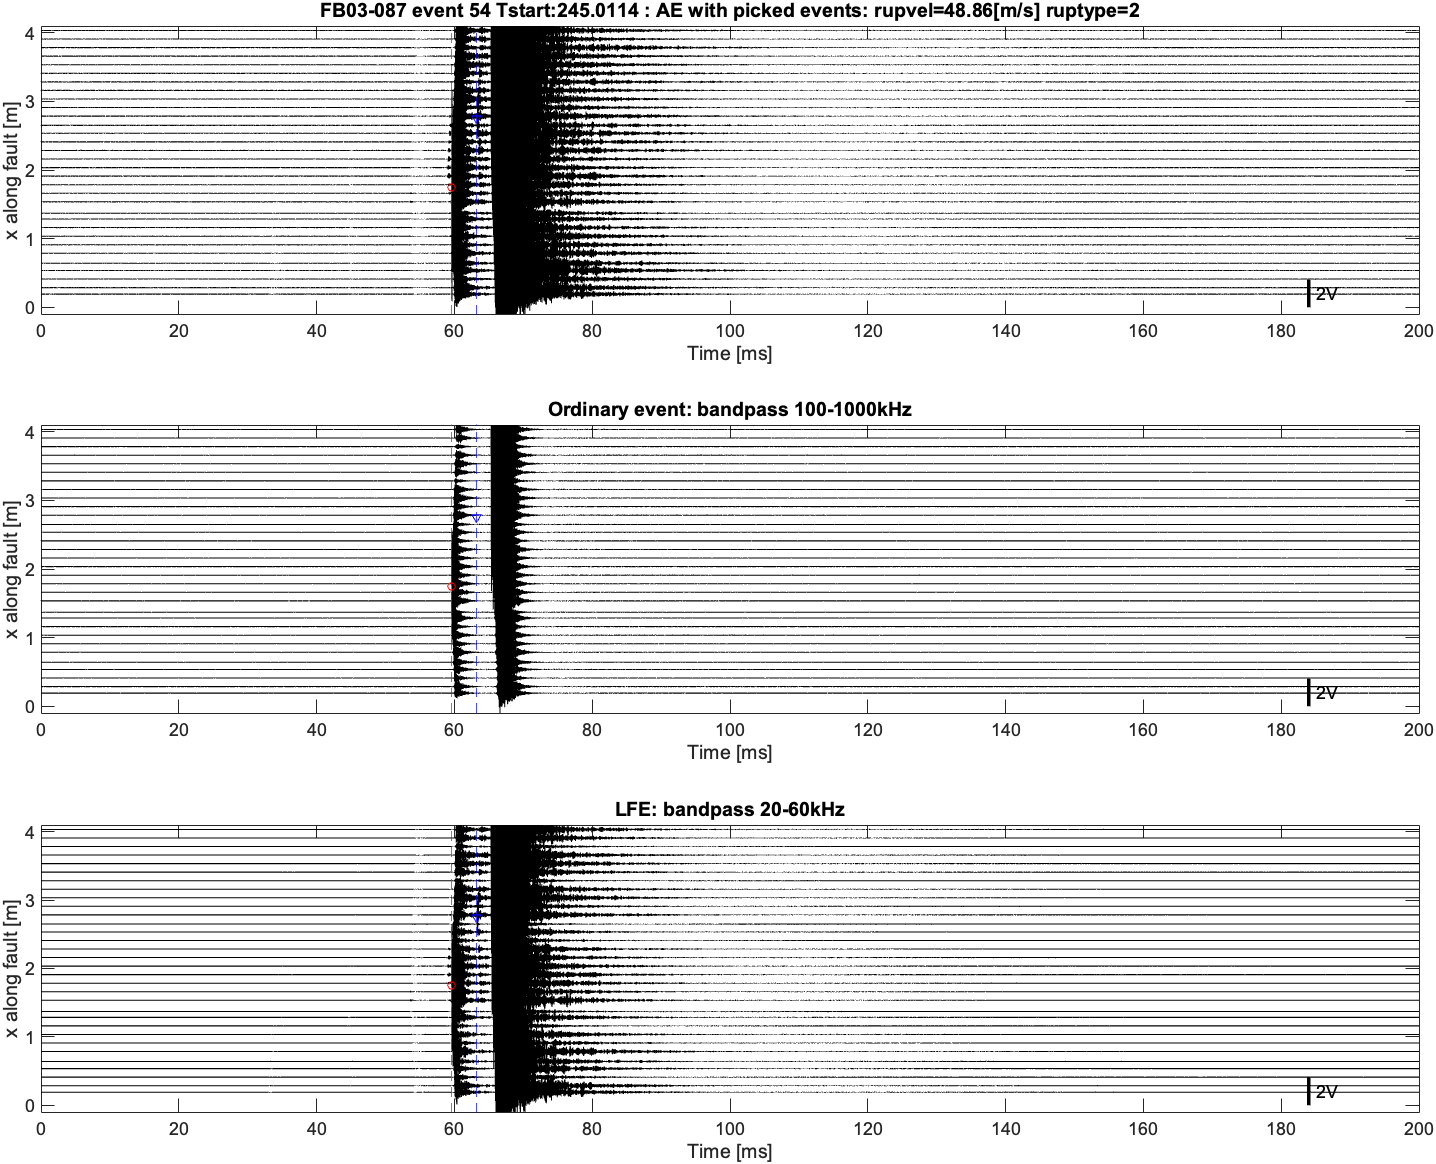 FB03-087 event 54 Tstart:245.0114 : AE with picked events: rupvel=48.86[m/s] ruptype=2
4
3
2
1
0
x along fault [m]
2V
0 20 40 60 80 100 120 140 160 180 200
Time [ms]
Ordinary event: bandpass 100-1000kHz
4
3
2
1
0
x along fault [m]
2V
0 20 40 60 80 100 120 140 160 180 200
Time [ms]
LFE: bandpass 20-60kHz
4
3
2
1
0
x along fault [m]
2V
0 20 40 60 80 100 120 140 160 180 200
Time [ms]